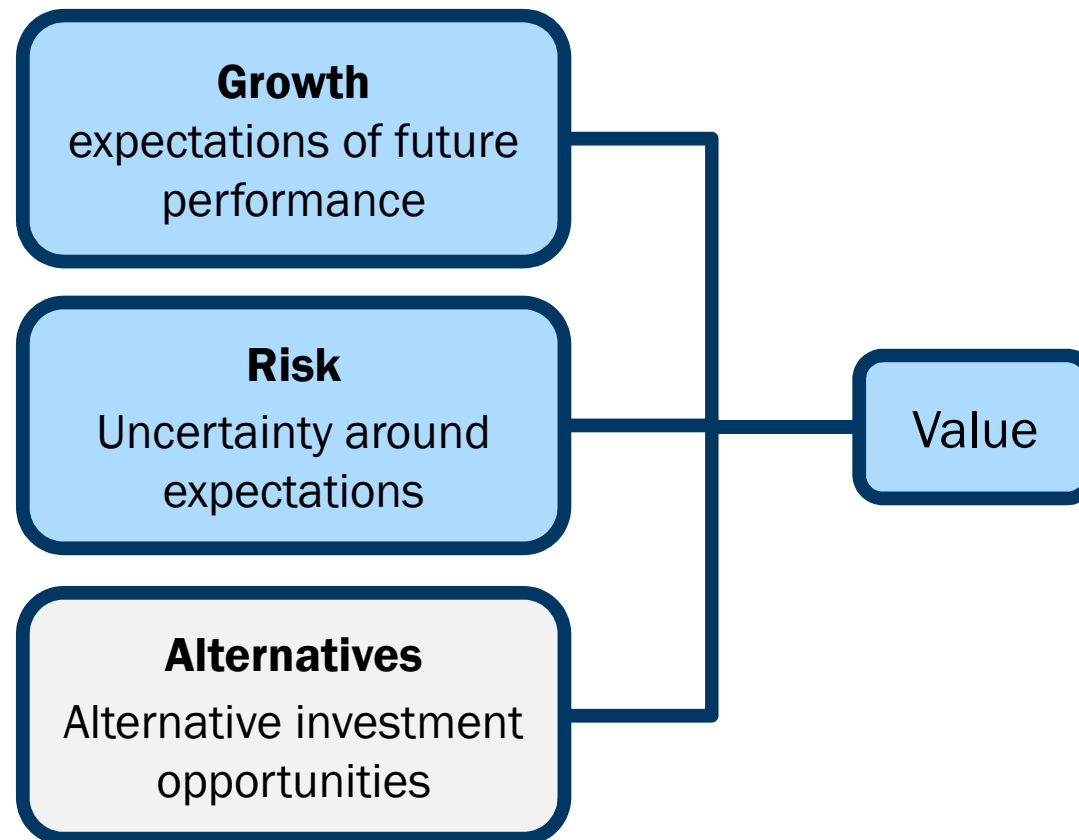 Growth
expectations of future
performance
Risk
Uncertainty around
expectations
Value
Alternatives
Alternative investment
opportunities